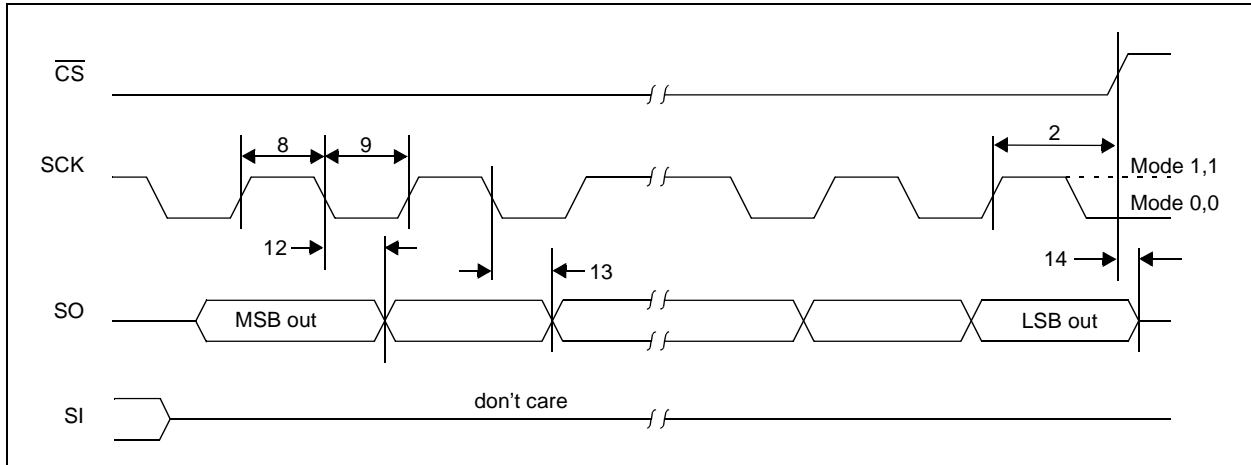 CS
2
8
9
SCK
Mode 1,1
Mode 0,0
12
13
14
SO
MSB out
LSB out
don't care
SI